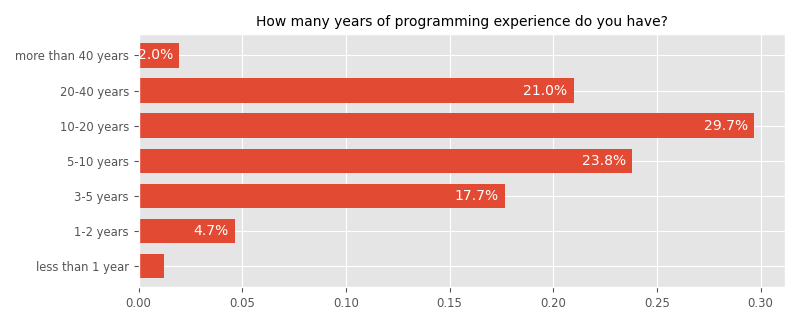 How many years of programming experience do you have?
more than 40 years 2.0%
20-40 years 21.0%
10-20 years 29.7%
5-10 years 23.8%
3-5 years 17.7%
1-2 years 4.7%
less than 1 year
0.00 0.05 0.10 0.15 0.20 0.25 0.30